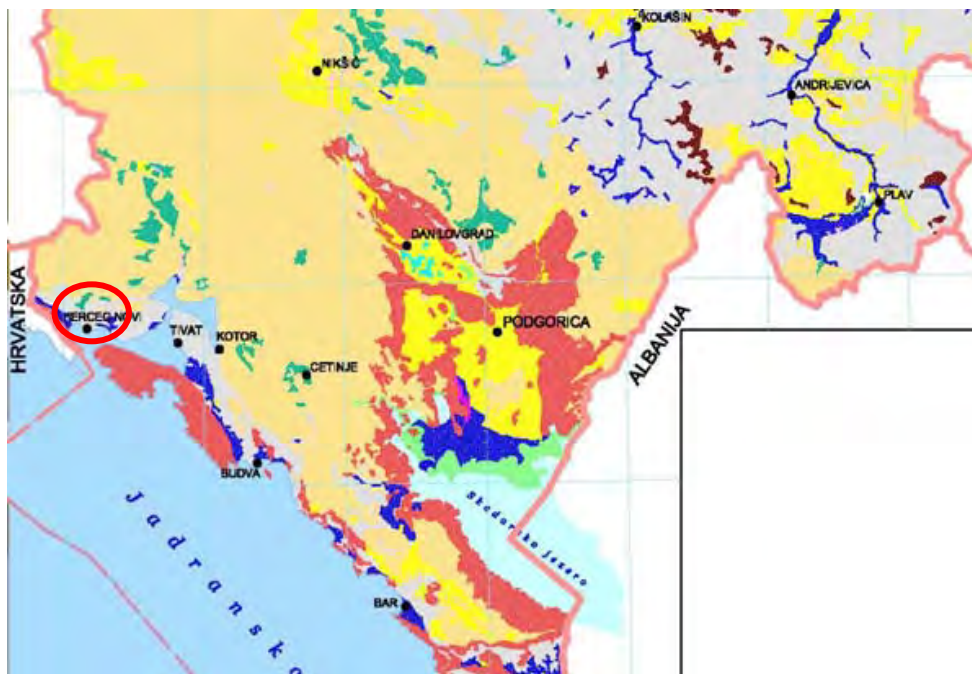 KOLAŠIN
NIKŠIĆ
ANDRIJEVICA
PLAV
DANILOVGRAD
HERCEG NOVI
TIVAT
KOTOR
PODGORICA
CETINJE
HRVATSKA
ALBANIJA
BUDVA
Skadarsko jezero
Jadransko
BAR